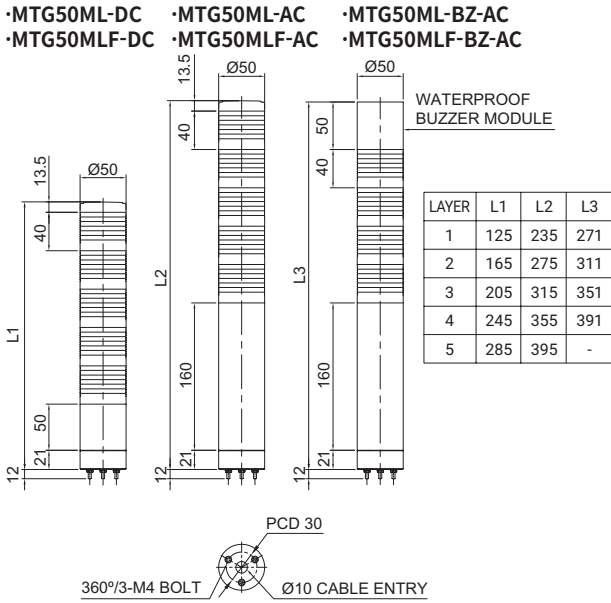 ·MTG50ML-DC ·MTG50ML-AC ·MTG50ML-BZ-AC
·MTG50MLF-DC ·MTG50MLF-AC ·MTG50MLF-BZ-AC
Ø50
13.5
40
L1
50
21
12
Ø50
13.5
40
L2
160
21
12
Ø50
50
40
L3
160
21
12
WATERPROOF
BUZZER MODULE
LAYER L1 L2 L3
1 125 235 271
2 165 275 311
3 205 315 351
4 245 355 391
5 285 395 -
PCD 30
360º/3-M4 BOLT
Ø10 CABLE ENTRY